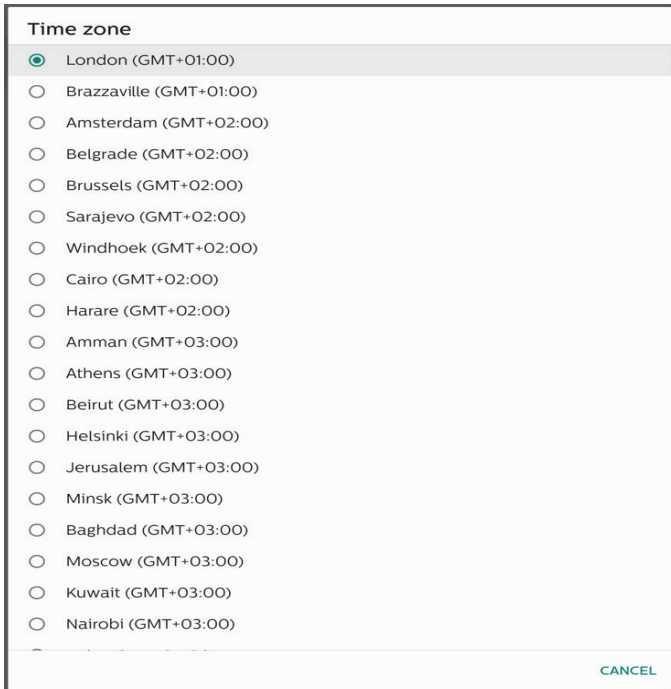 Time zone
London (GMT+01:00)
Brazzaville (GMT+01:00)
Amsterdam (GMT+02:00)
Belgrade (GMT+02:00)
Brussels (GMT+02:00)
Sarajevo (GMT+02:00)
Windhoek (GMT+02:00)
Cairo (GMT+02:00)
Harare (GMT+02:00)
Amman (GMT+03:00)
Athens (GMT+03:00)
Beirut (GMT+03:00)
Helsinki (GMT+03:00)
Jerusalem (GMT+03:00)
Minsk (GMT+03:00)
Baghdad (GMT+03:00)
Moscow (GMT+03:00)
Kuwait (GMT+03:00)
Nairobi (GMT+03:00)
CANCEL